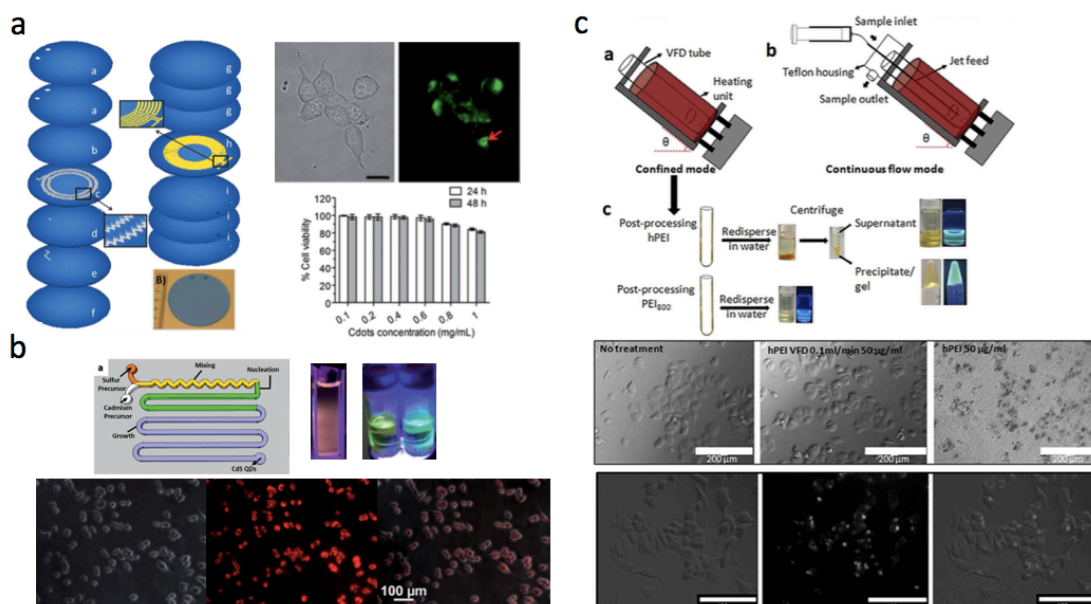 a
a
a
b
c
d
e
f
g
g
g
h
i
i
i
B)
24 h
48 h
% Cell viability
120
100
80
60
40
20
0
0.1
0.2
0.4
0.6
0.8
1
Cdots concentration (mg/mL)
b
a
Sulfur
Precursor
Mixing
Nucleation
Cadmium
Precursor
Growth
CdS QDs
100 µm
c
a
VFD tube
Heating
unit
θ
Confined mode
b
Sample inlet
Teflon housing
Jet feed
Sample outlet
θ
Continuous flow mode
c
Post-processing
hPEI
Redisperse
in water
Centrifuge
Supernatant
Precipitate/
gel
Post-processing
PEI800
Redisperse
in water
No treatment
hPEI VFD 0.1ml/min 50 µg/ml
hPEI 50 µg/ml
200 µm
200 µm
200 µm